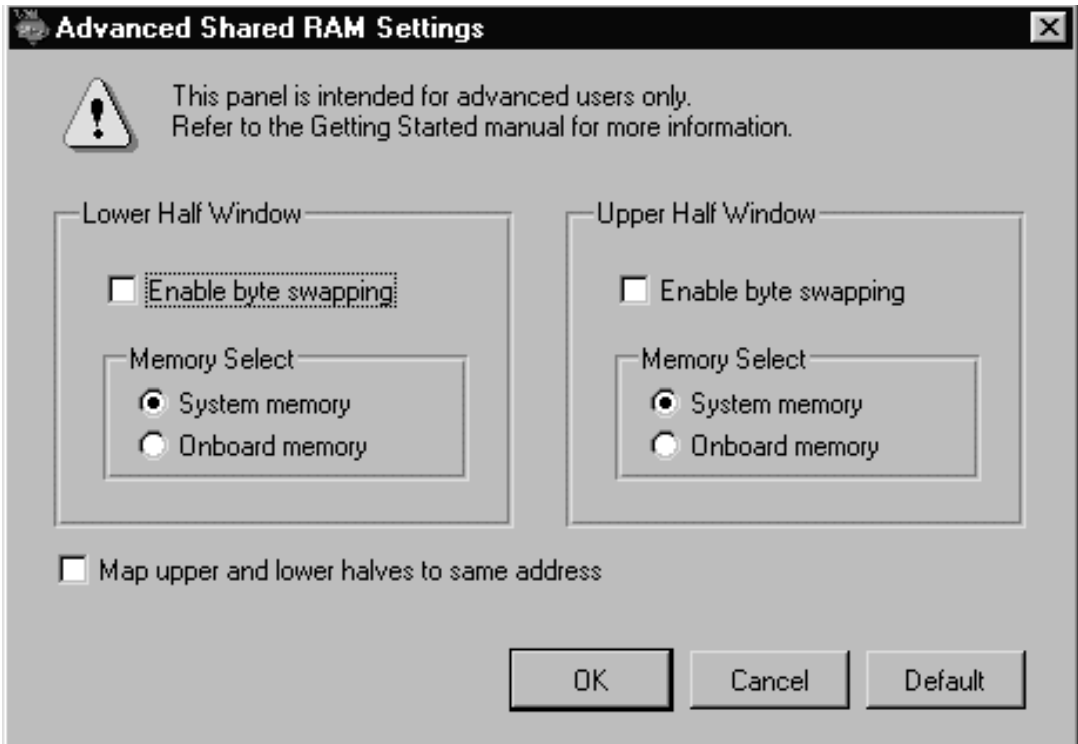 Advanced Shared RAM Settings
This panel is intended for advanced users only.
Refer to the Getting Started manual for more information.
Lower Half Window
Enable byte swapping
Memory Select
System memory
Onboard memory
Upper Half Window
Enable byte swapping
Memory Select
System memory
Onboard memory
Map upper and lower halves to same address
OK
Cancel
Default